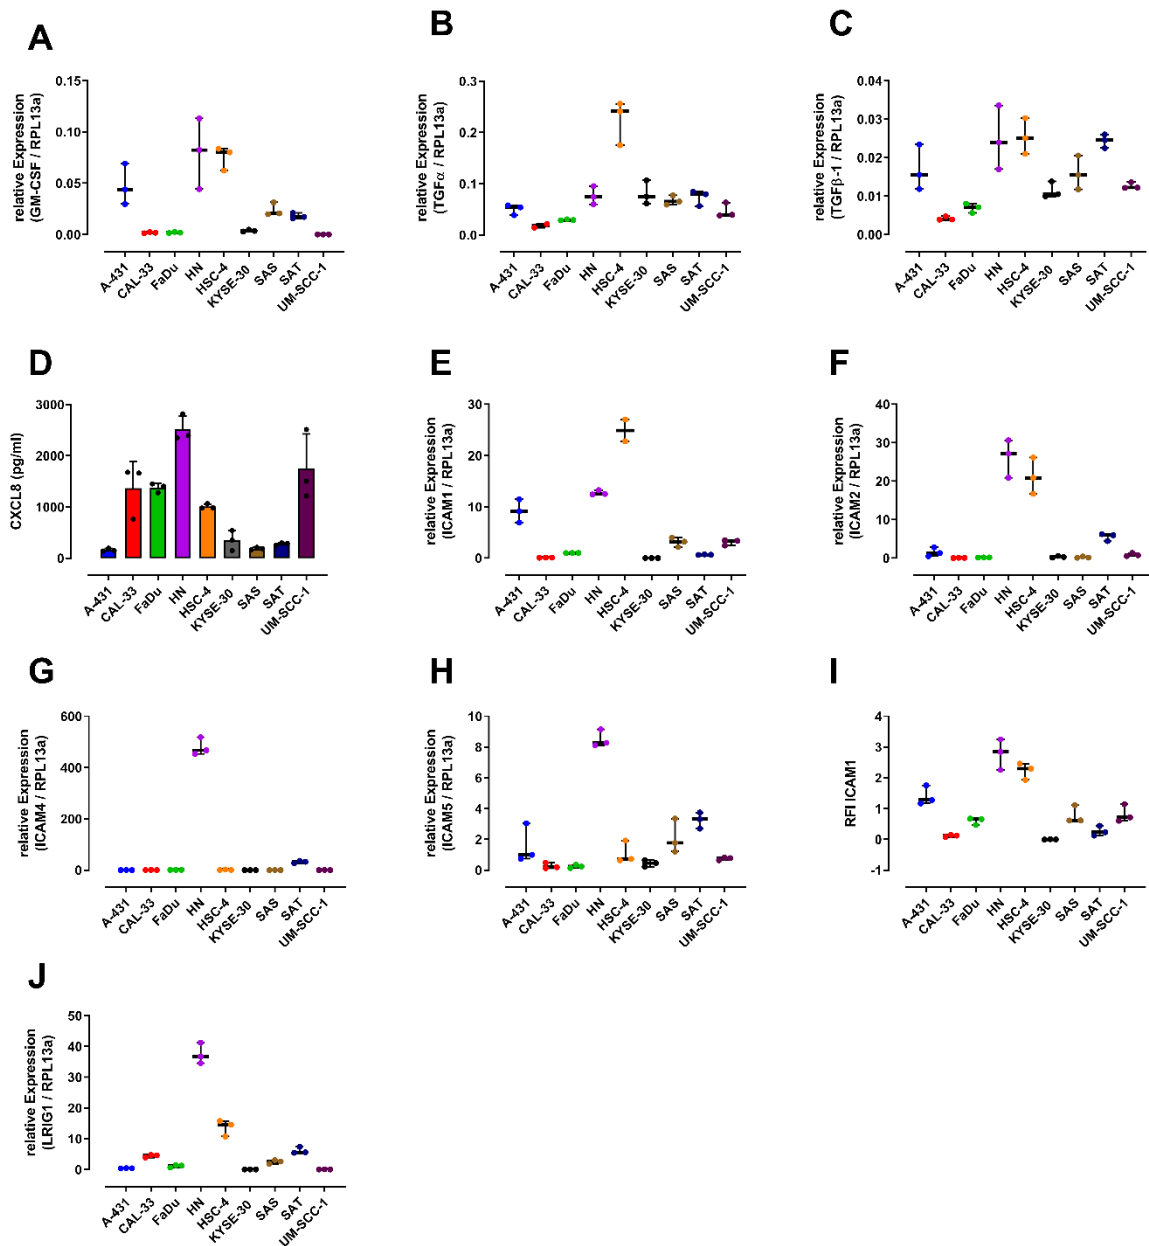 A
relative Expression
(GM-CSF / RPL13a)
0.15
0.10
0.05
0.00
A-431
CAL-33
FaDu
HN
HSC-4
KYSE-30
SAS
SAT
UM-SCC-1
B
relative Expression
(TGFα / RPL13a)
0.3
0.2
0.1
0.0
A-431
CAL-33
FaDu
HN
HSC-4
KYSE-30
SAS
SAT
UM-SCC-1
C
relative Expression
(TGFβ-1 / RPL13a)
0.04
0.03
0.02
0.01
0.00
A-431
CAL-33
FaDu
HN
HSC-4
KYSE-30
SAS
SAT
UM-SCC-1
D
CXCL8 (pg/ml)
3000
2000
1000
0
A-431
CAL-33
FaDu
HN
HSC-4
KYSE-30
SAS
SAT
UM-SCC-1
E
relative Expression
(ICAM1 / RPL13a)
30
20
10
0
A-431
CAL-33
FaDu
HN
HSC-4
KYSE-30
SAS
SAT
UM-SCC-1
F
relative Expression
(ICAM2 / RPL13a)
40
30
20
10
0
A-431
CAL-33
FaDu
HN
HSC-4
KYSE-30
SAS
SAT
UM-SCC-1
G
relative Expression
(ICAM4 / RPL13a)
600
400
200
0
A-431
CAL-33
FaDu
HN
HSC-4
KYSE-30
SAS
SAT
UM-SCC-1
H
relative Expression
(ICAM5 / RPL13a)
10
8
6
4
2
0
A-431
CAL-33
FaDu
HN
HSC-4
KYSE-30
SAS
SAT
UM-SCC-1
I
RFI ICAM1
4
3
2
1
0
-1
A-431
CAL-33
FaDu
HN
HSC-4
KYSE-30
SAS
SAT
UM-SCC-1
J
relative Expression
(LRIG1 / RPL13a)
50
40
30
20
10
0
A-431
CAL-33
FaDu
HN
HSC-4
KYSE-30
SAS
SAT
UM-SCC-1